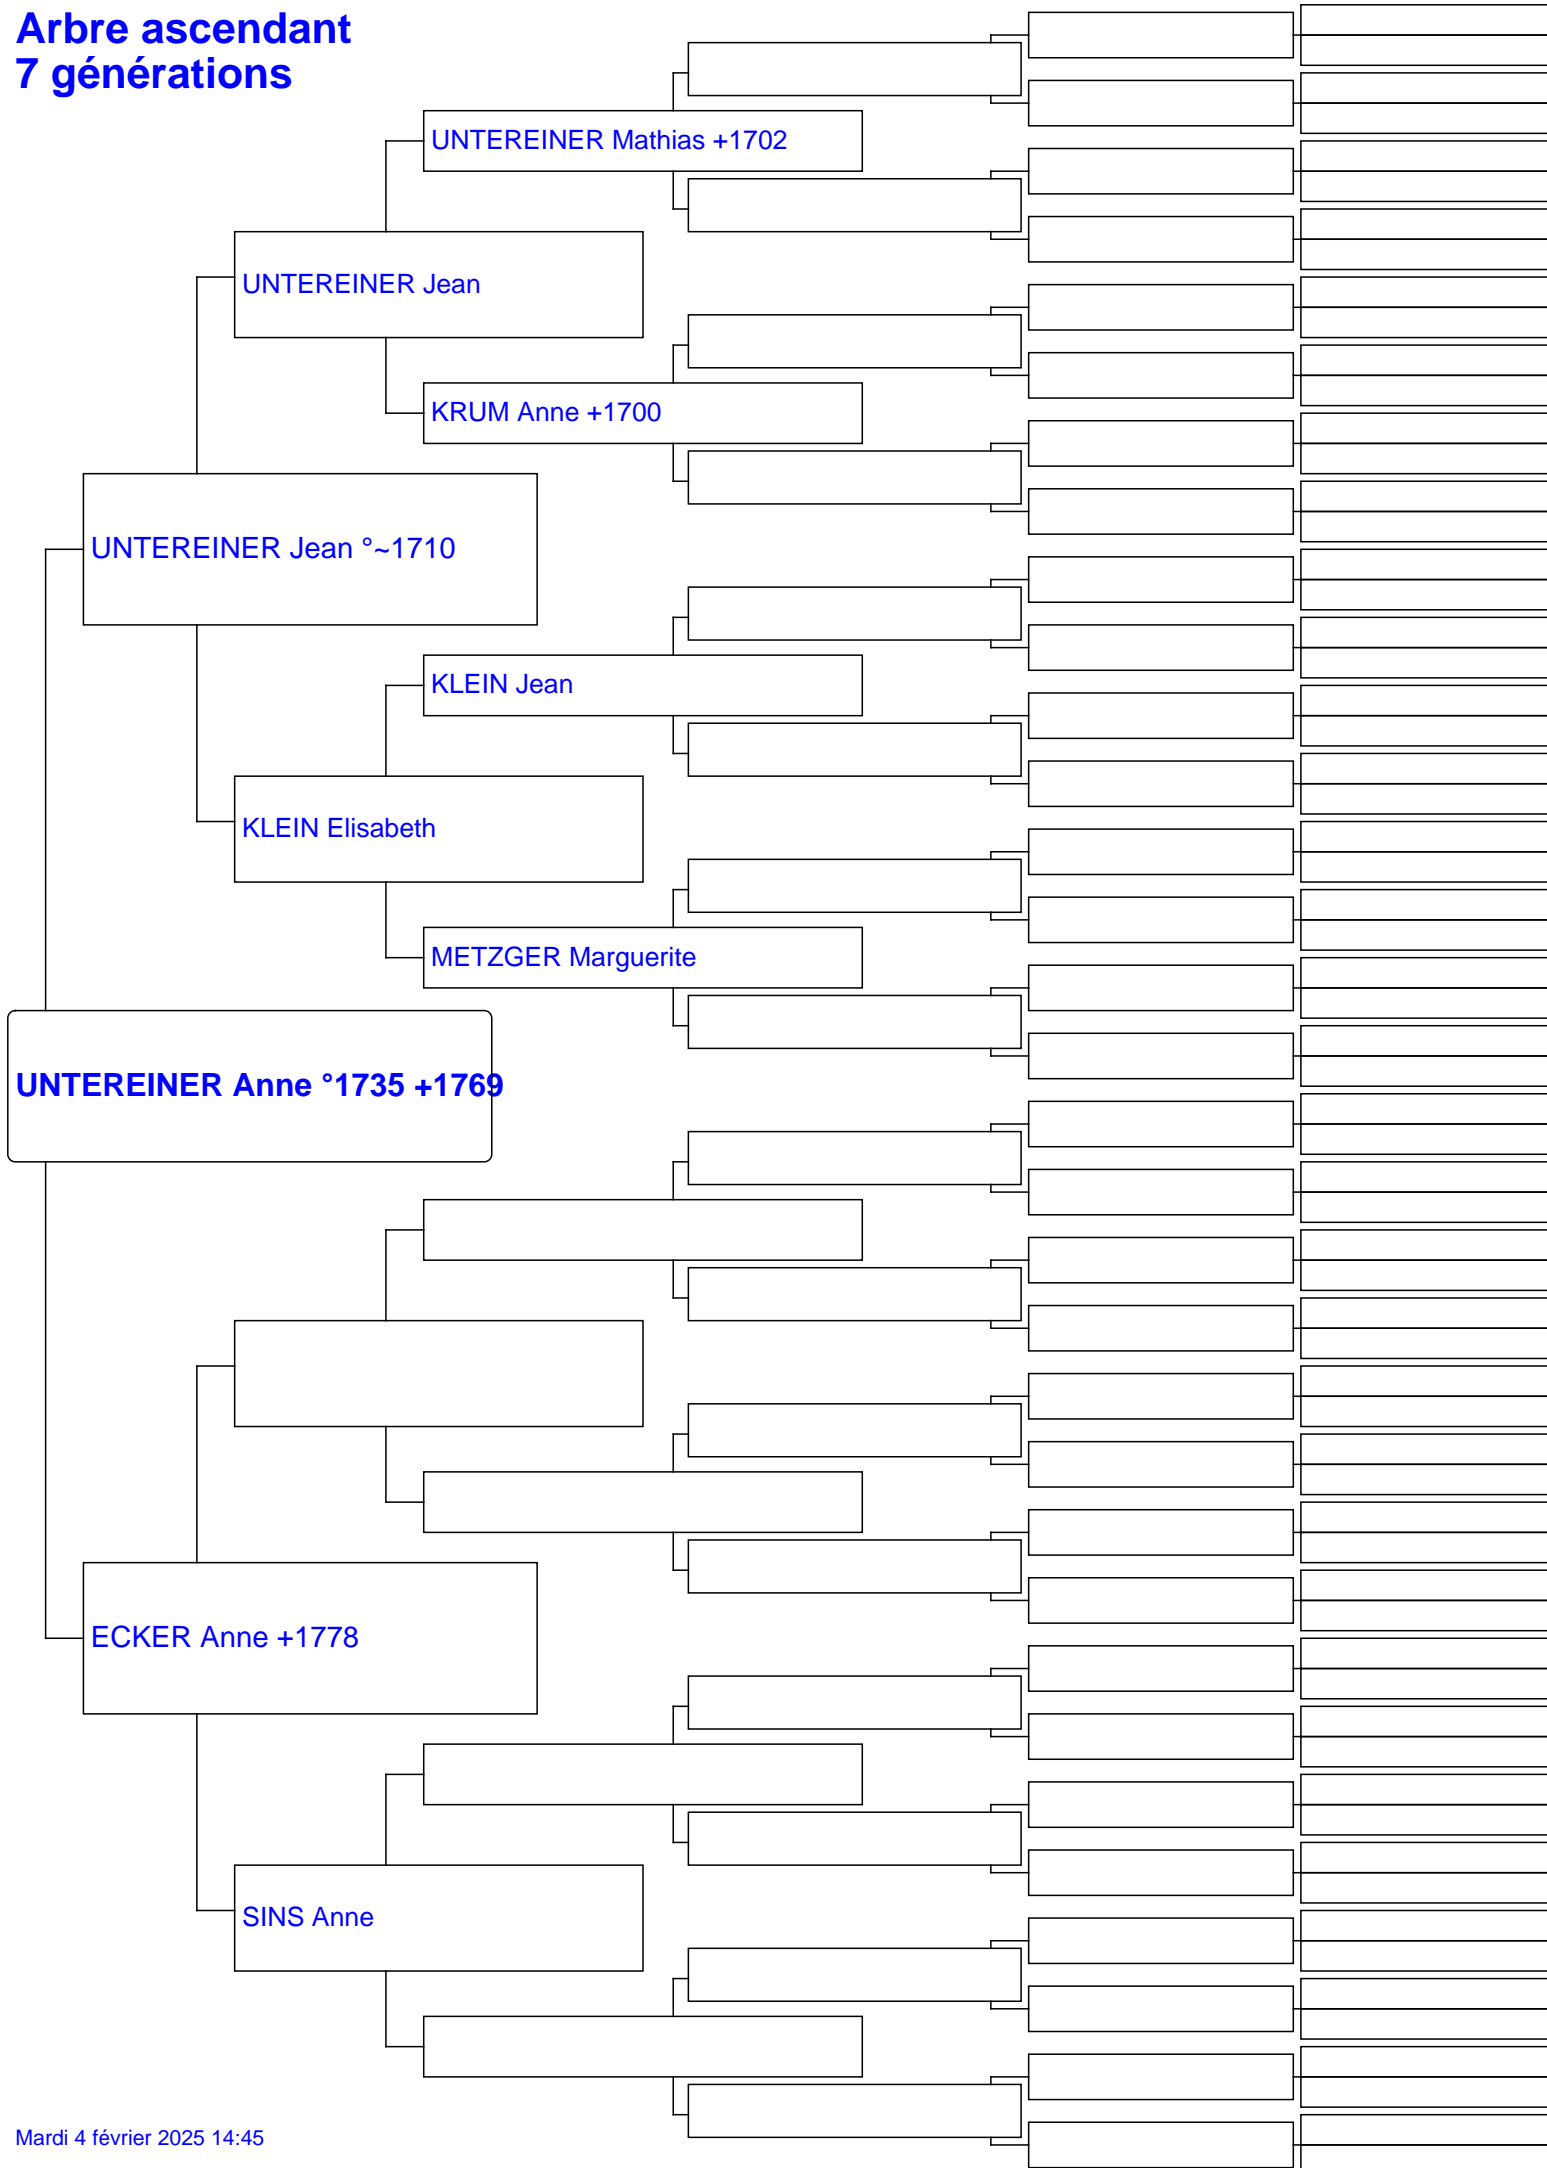 Arbre ascendant
7 générations
UNTEREINER Mathias +1702
UNTEREINER Jean
KRUM Anne +1700
UNTEREINER Jean °~1710
KLEIN Jean
KLEIN Elisabeth
METZGER Marguerite
UNTEREINER Anne °1735 +1769
ECKER Anne +1778
SINS Anne
Mardi 4 février 2025 14:45